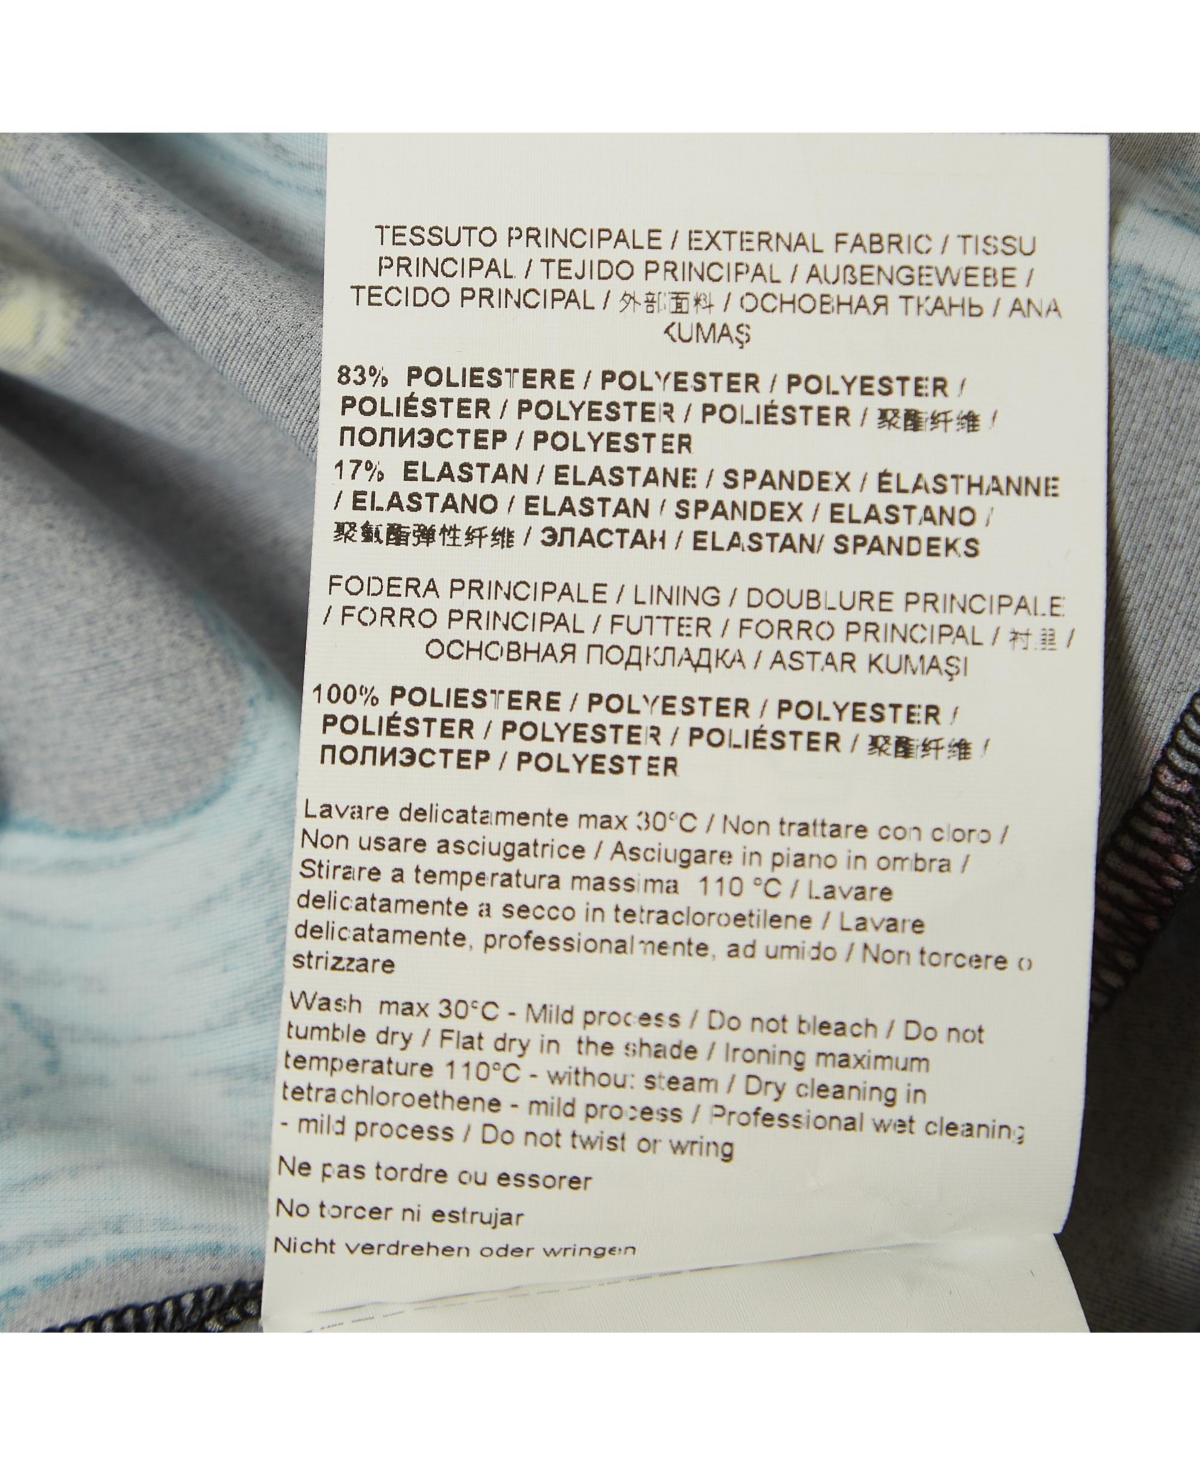 TESSUTO PRINCIPALE / EXTERNAL FABRIC / TISSU
PRINCIPAL / TEJIDO PRINCIPAL / AUßENGEWEBE /
TECIDO PRINCIPAL / 外部面料 / ОСНОВНАЯ ТКАНЬ / ANA
KUMAŞ
83% POLIESTERE / POLYESTER / POLYESTER /
POLIÉSTER / POLYESTER / POLIÉSTER / 聚酯纤维 /
ПОЛИЭСТЕР / POLYESTER
17% ELASTAN / ELASTANE / SPANDEX / ÉLASTHANNE
/ ELASTANO / ELASTAN / SPANDEX / ELASTANO /
聚氨酯弹性纤维 / ЭЛАСТАН / ELASTAN/ SPANDEKS
FODERA PRINCIPALE / LINING / DOUBLURE PRINCIPALE
/ FORRO PRINCIPAL / FUTTER / FORRO PRINCIPAL / 衬里 /
ОСНОВНАЯ ПОДКЛАДКА / ASTAR KUMAŞI
100% POLIESTERE / POLYESTER / POLYESTER /
POLIÉSTER / POLYESTER / POLIÉSTER / 聚酯纤维 /
ПОЛИЭСТЕР / POLYESTER
Lavare delicatamente max 30°C / Non trattare con cloro /
Non usare asciugatrice / Asciugare in piano in ombra /
Stirare a temperatura massima 110 °C / Lavare
delicatamente a secco in tetracloroetilene / Lavare
delicatamente, professionalmente, ad umido / Non torcere o
strizzare
Wash max 30°C - Mild process / Do not bleach / Do not
tumble dry / Flat dry in the shade / Ironing maximum
temperature 110°C - without steam / Dry cleaning in
tetrachloroethene - mild process / Professional wet cleaning
- mild process / Do not twist or wring
Ne pas tordre ou essorer
No torcer ni estrujar
Nicht verdrehen oder wringen